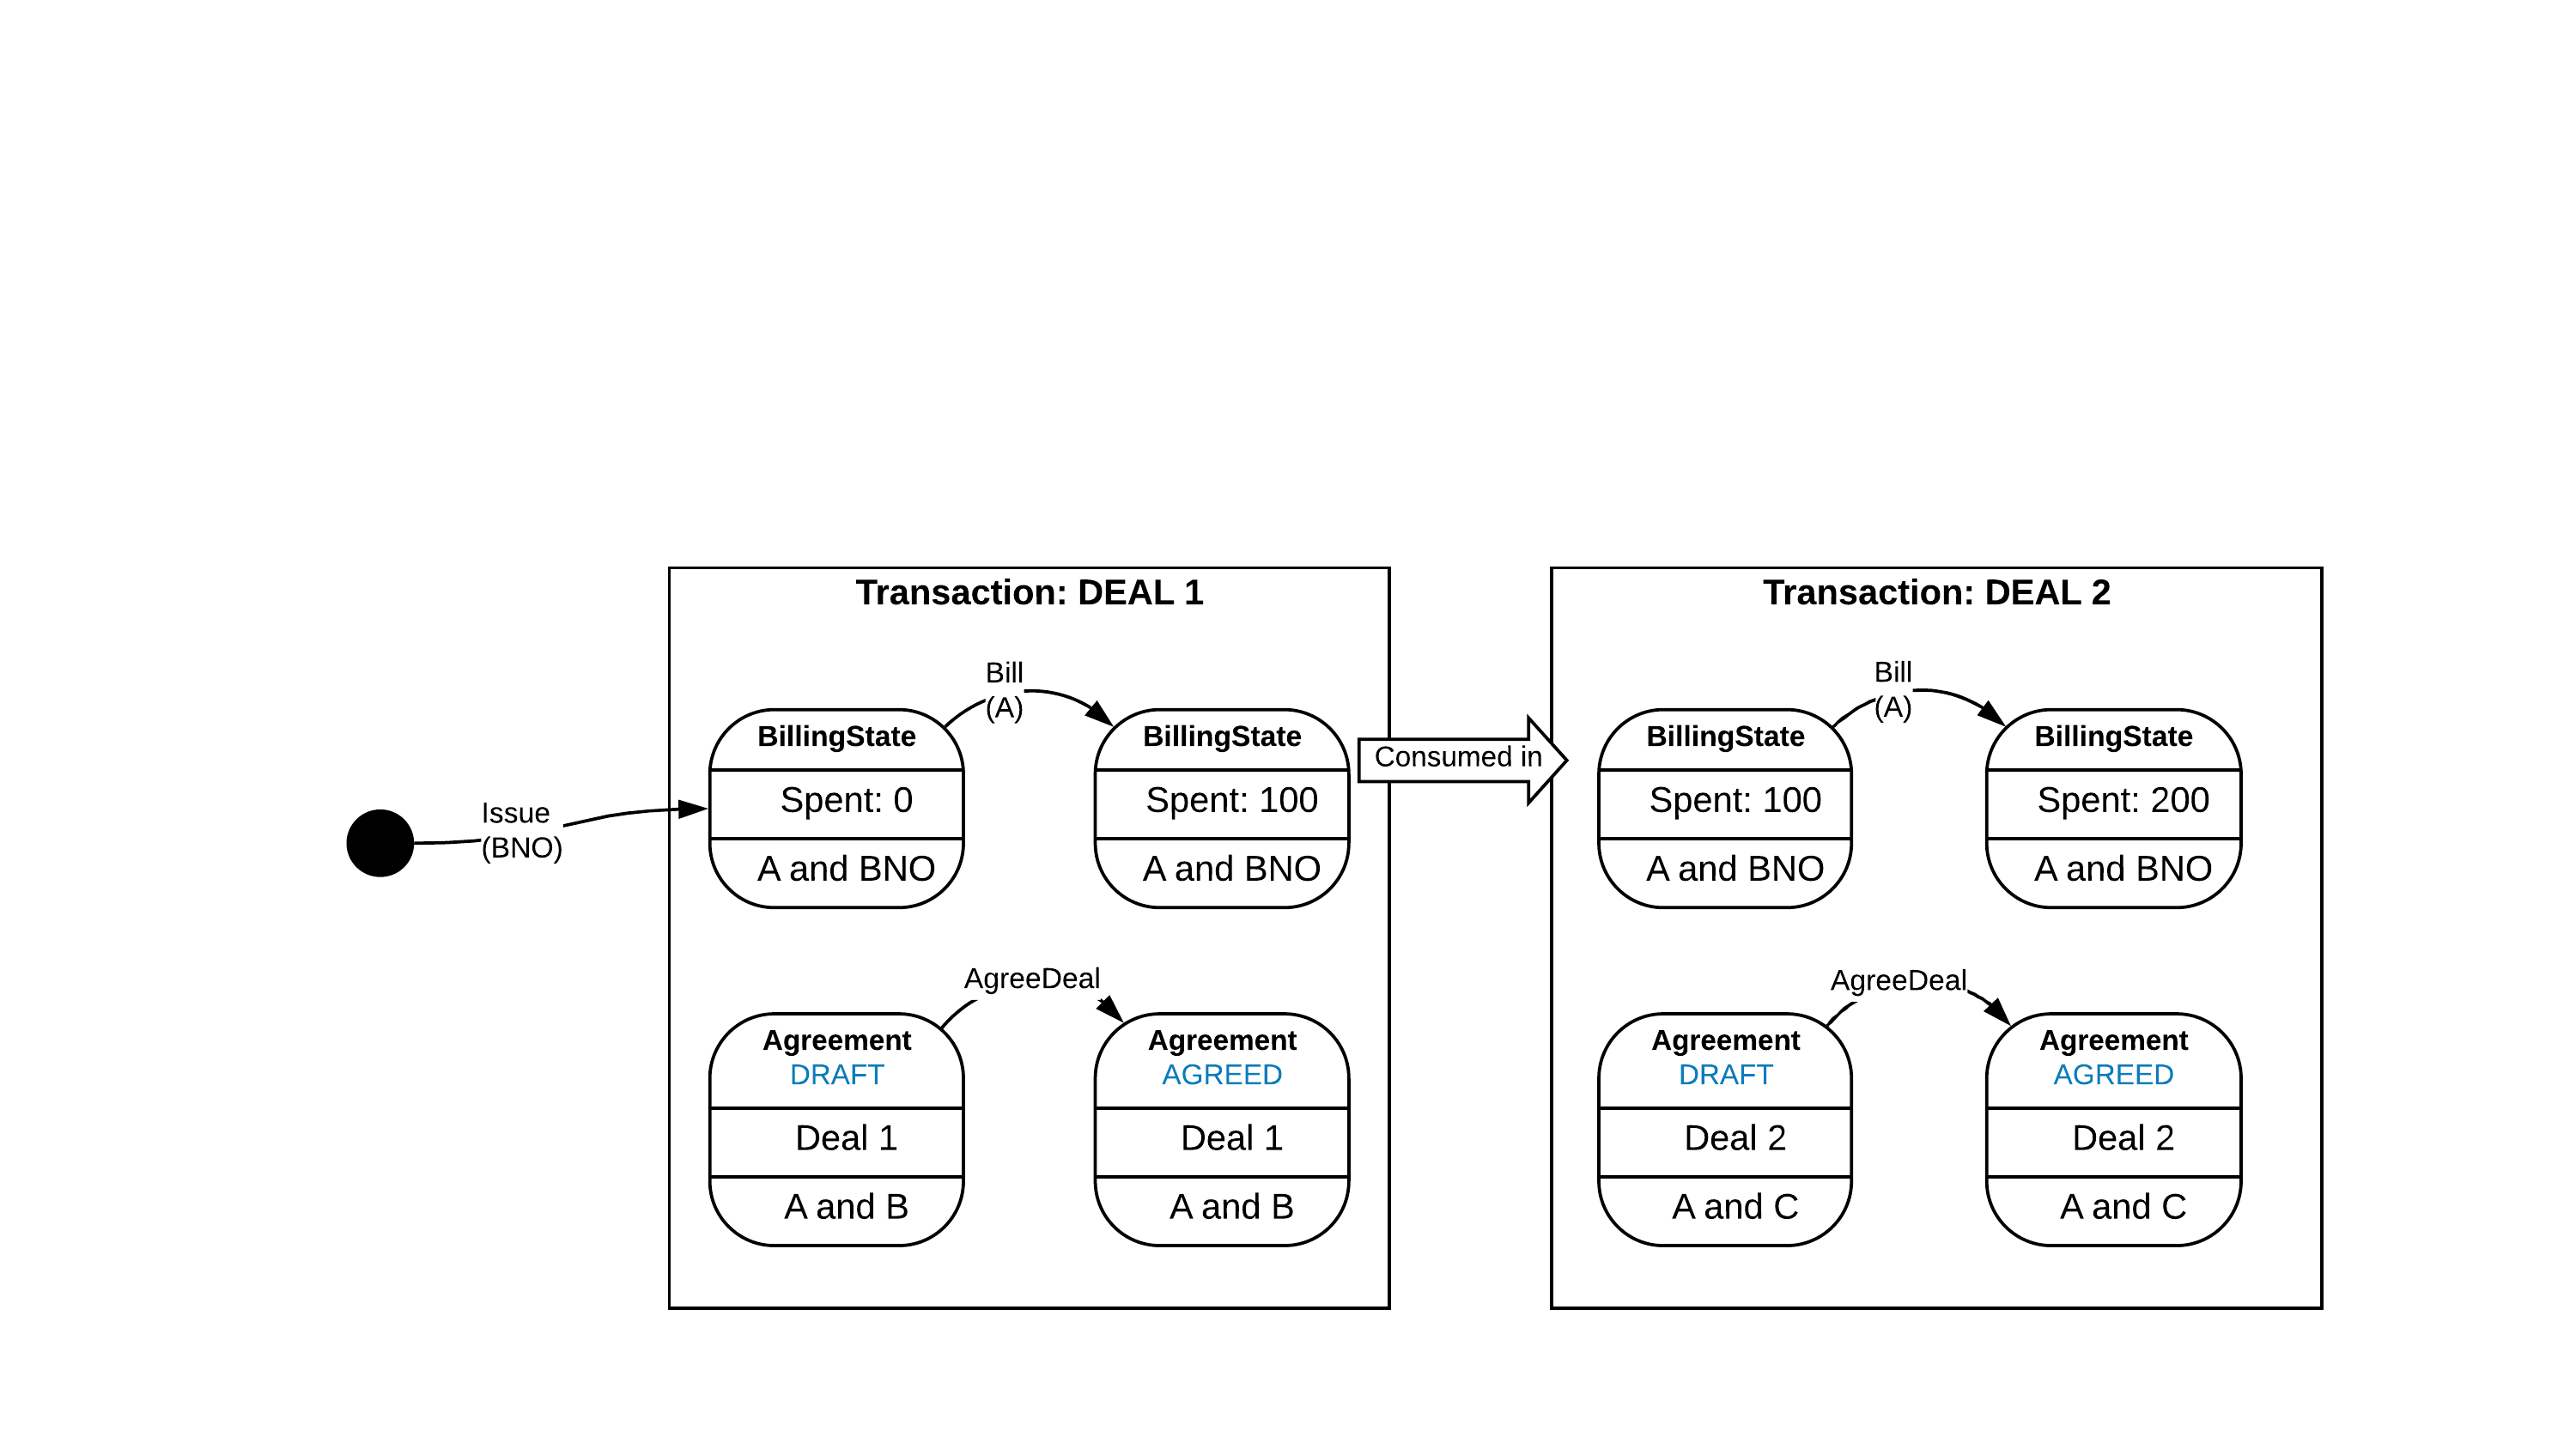 Transaction: DEAL 1
Bill
(A)
BillingState
Spent: 0
A and BNO
BillingState
Spent: 100
A and BNO
Issue
(BNO)
AgreeDeal
Agreement
DRAFT
Deal 1
A and B
Agreement
AGREED
Deal 1
A and B
Consumed in
Transaction: DEAL 2
Bill
(A)
BillingState
Spent: 100
A and BNO
BillingState
Spent: 200
A and BNO
AgreeDeal
Agreement
DRAFT
Deal 2
A and C
Agreement
AGREED
Deal 2
A and C